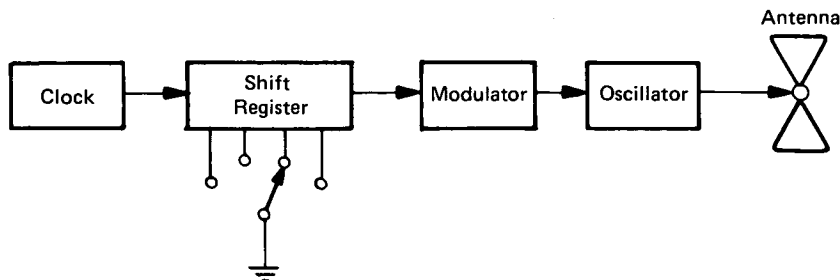 Antenna
Clock
Shift
Register
Modulator
Oscillator